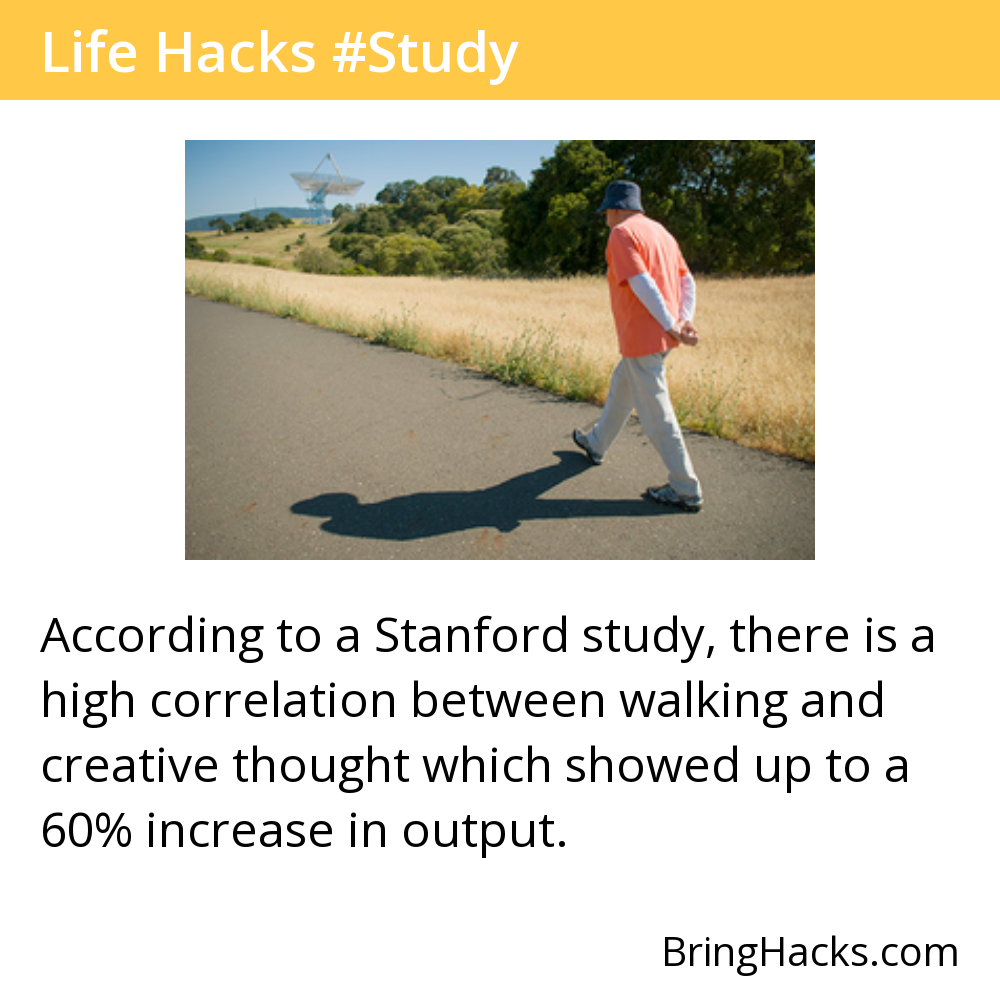 Life Hacks #Study
According to a Stanford study, there is a
high correlation between walking and
creative thought which showed up to a
60% increase in output.
BringHacks.com